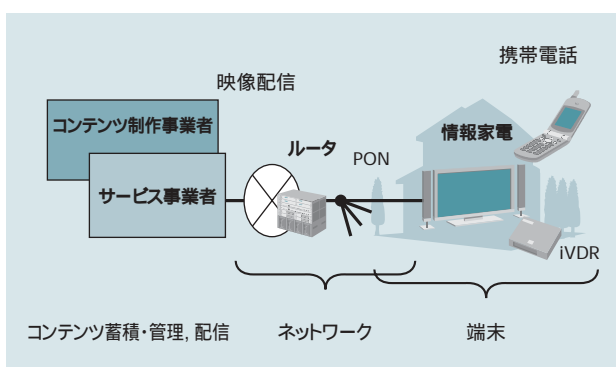 携帯電話
映像配信
コンテンツ制作事業者
ルータ
情報家電
PON
サービス事業者
iVDR
コンテンツ蓄積・管理, 配信
ネットワーク
端末